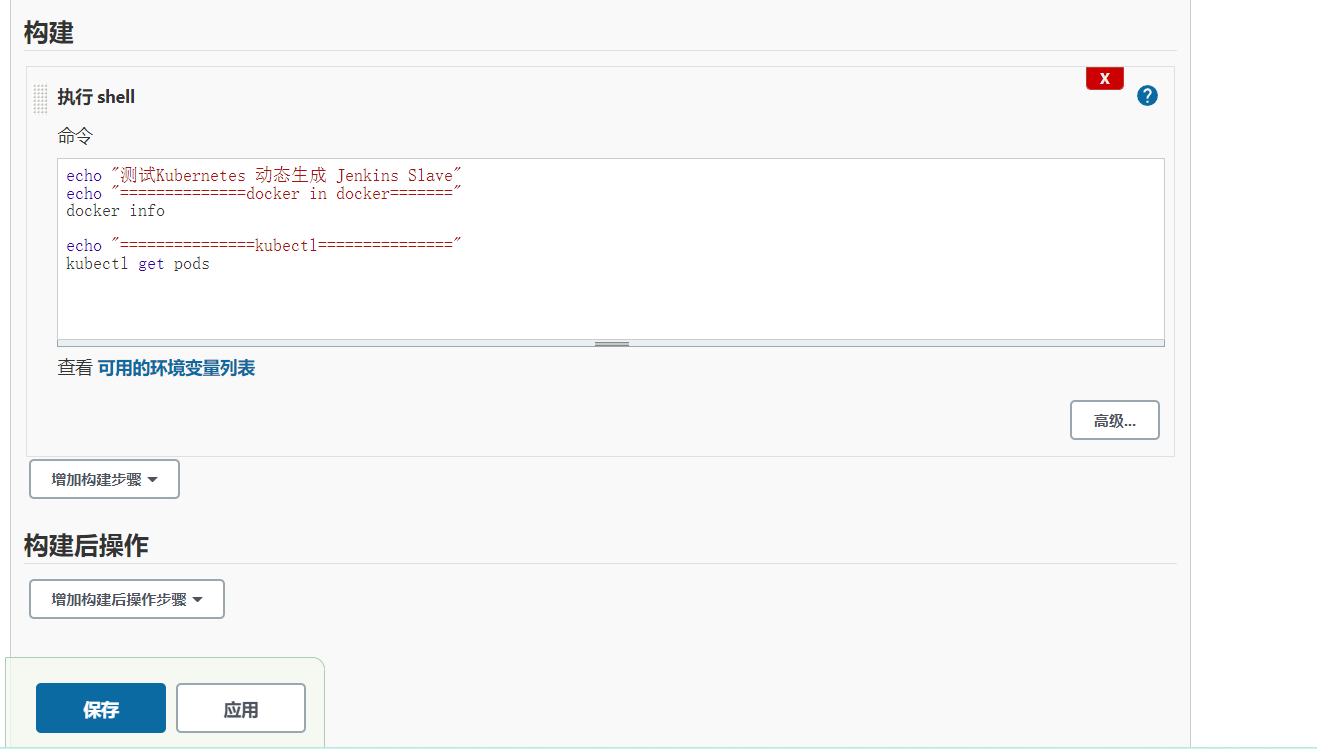 构建
X
执行 shell
?
命令
echo "测试Kubernetes 动态生成 Jenkins Slave"
echo "==============docker in docker======="
docker info
echo "===============kubectl==============="
kubectl get pods
查看 可用的环境变量列表
高级...
增加构建步骤
构建后操作
增加构建后操作步骤
保存 应用